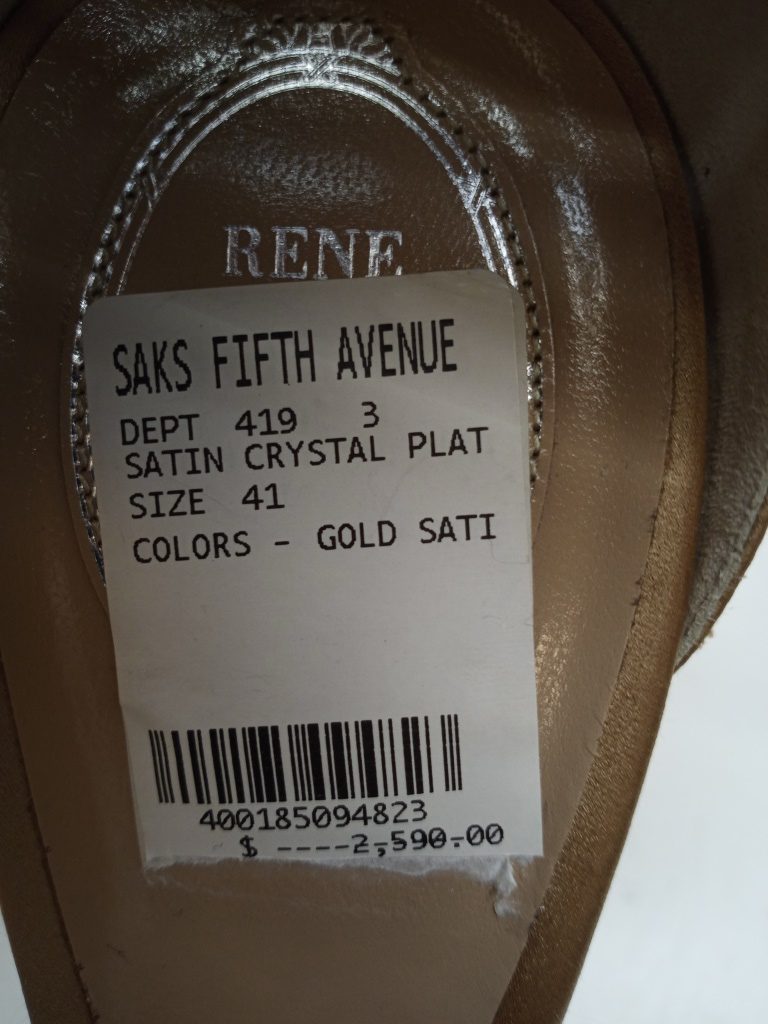 RENE
SAKS FIFTH AVENUE
DEPT 419 3
SATIN CRYSTAL PLAT
SIZE 41
COLORS - GOLD SATI
400185094823
$ ----2,590.00